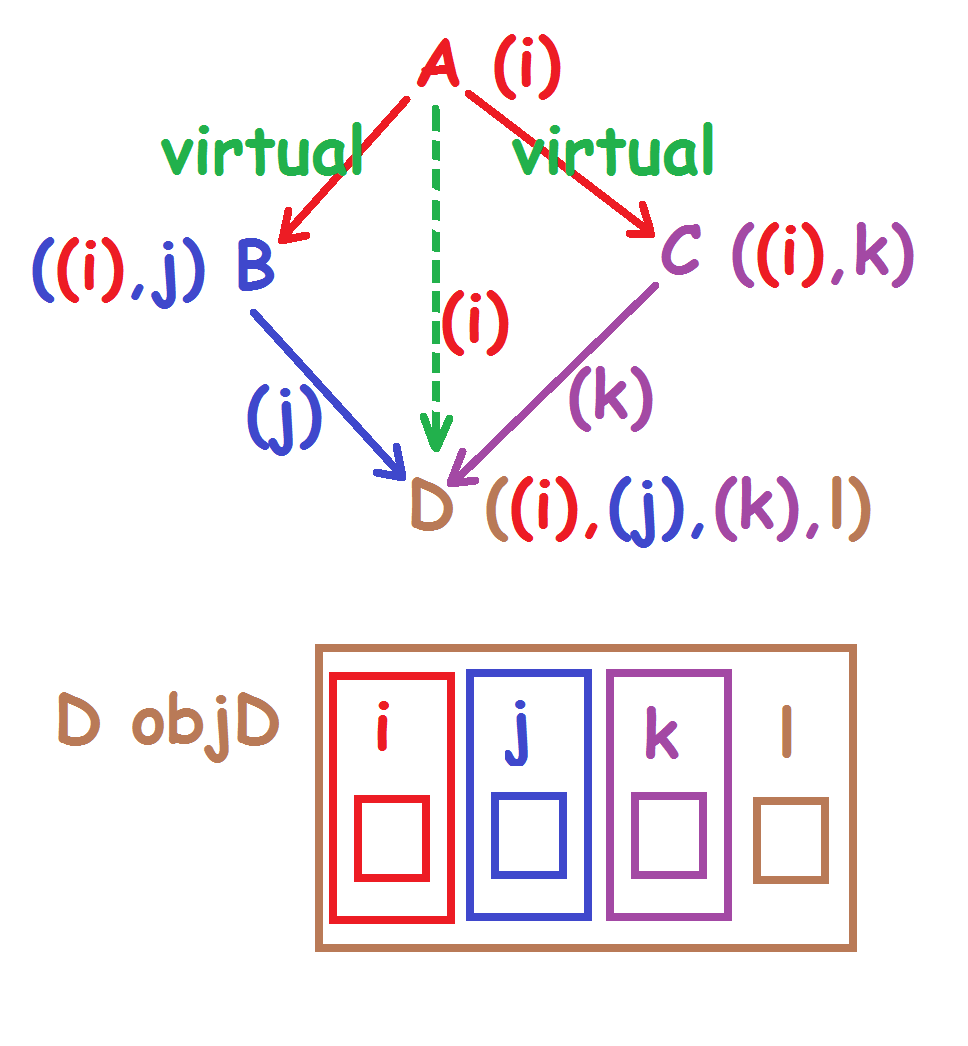 A (i)
virtual virtual
((i),j) B C ((i),k)
(i)
(j) (k)
D ((i),(j),(k),l)
D objD i j k l